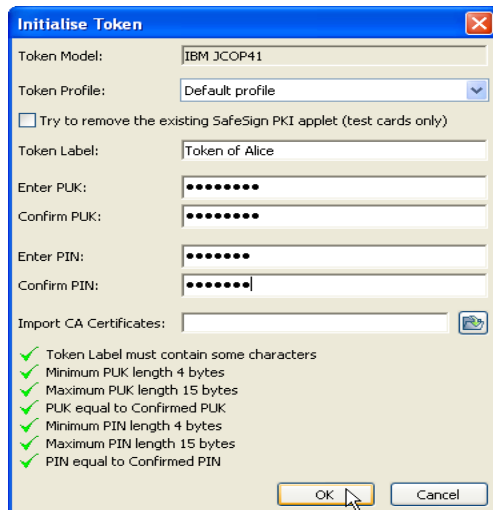 Initialise Token
Token Model: IBM JCOP41
Token Profile: Default profile
Try to remove the existing SafeSign PKI applet (test cards only)
Token Label: Token of Alice
Enter PUK: ●●●●●●●●
Confirm PUK: ●●●●●●●●
Enter PIN: ●●●●●●●
Confirm PIN: ●●●●●●●
Import CA Certificates:
Token Label must contain some characters
Minimum PUK length 4 bytes
Maximum PUK length 15 bytes
PUK equal to Confirmed PUK
Minimum PIN length 4 bytes
Maximum PIN length 15 bytes
PIN equal to Confirmed PIN
OK Cancel